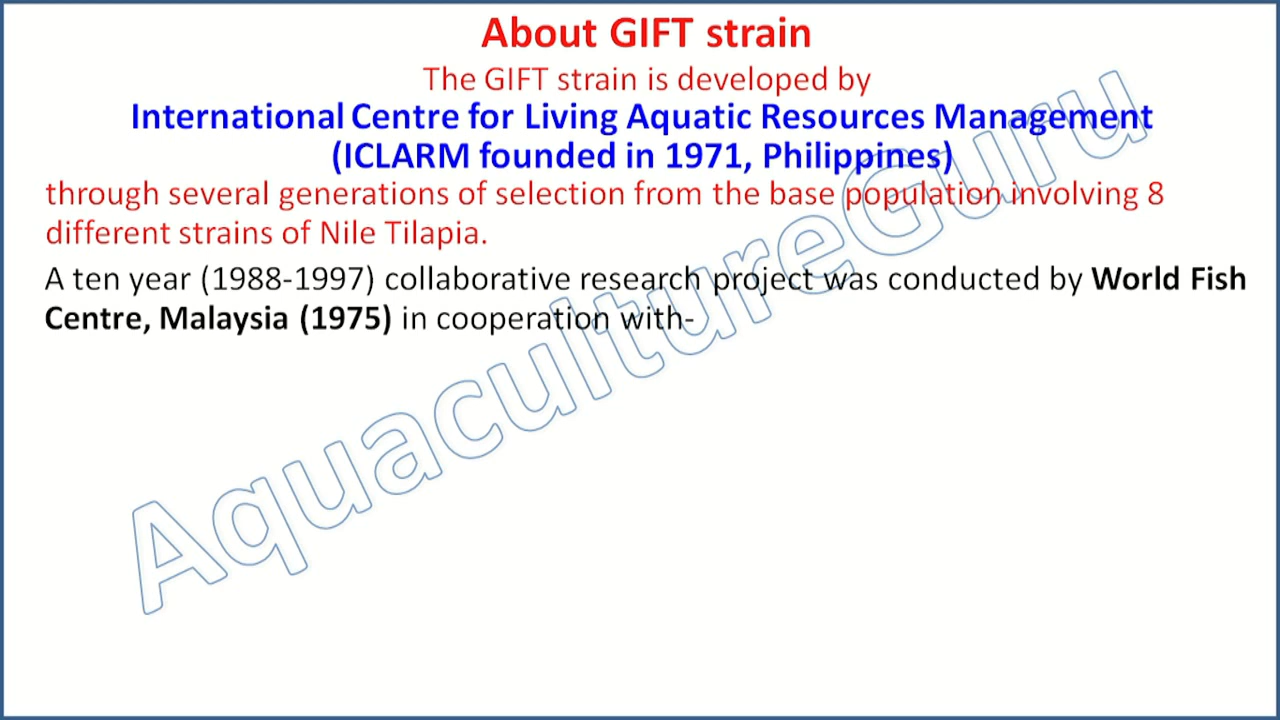 About GIFT strain
The GIFT strain is developed by
International Centre for Living Aquatic Resources Management
(ICLARM founded in 1971, Philippines)
through several generations of selection from the base population involving 8
different strains of Nile Tilapia.
A ten year (1988-1997) collaborative research project was conducted by World Fish
Centre, Malaysia (1975) in cooperation with-
AquacultureGuru